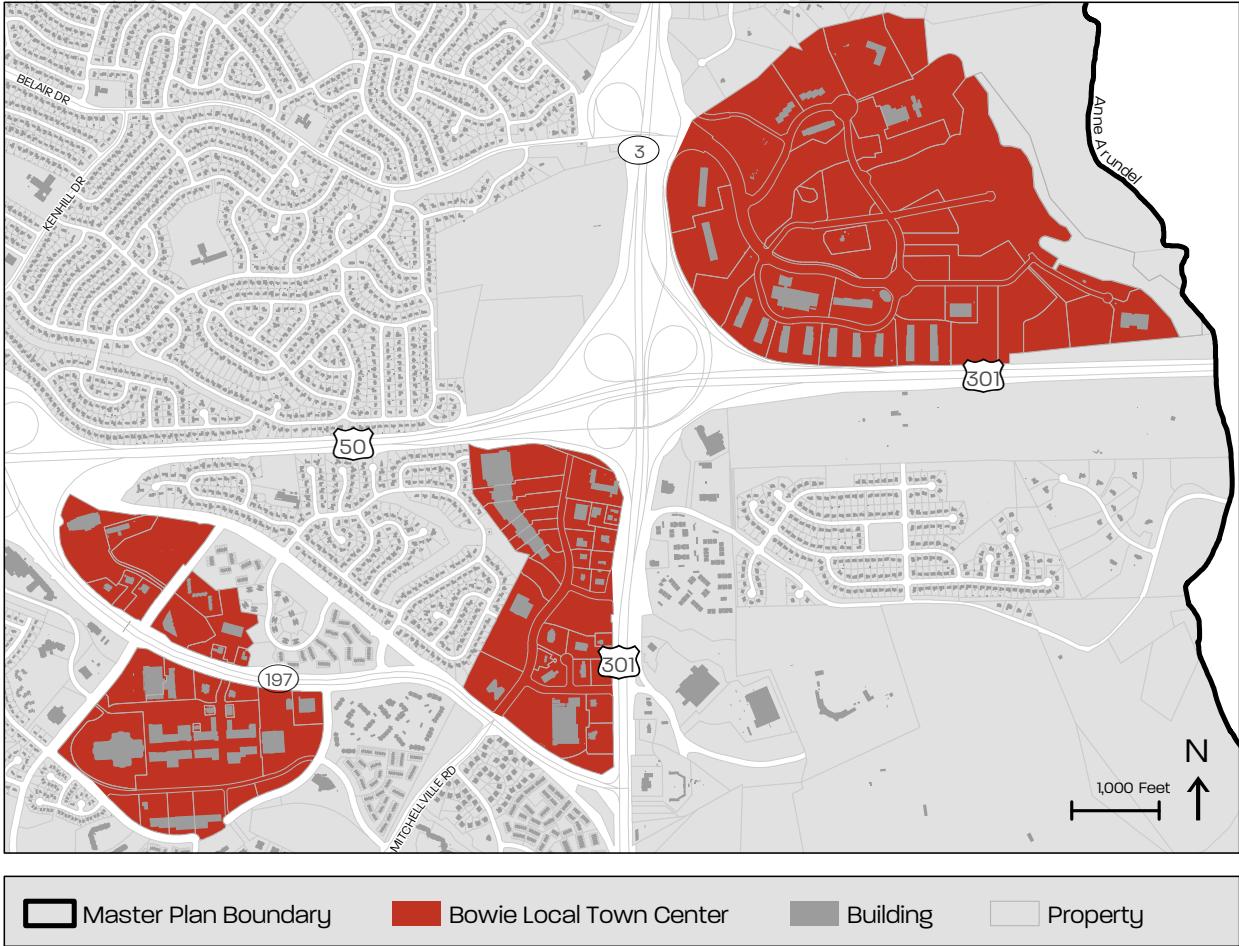 BELAIR DR
KENHILL DR
3
Anne Arundel
301
50
301
197
MITCHELLVILLE RD
N
1,000 Feet
Master Plan Boundary
Bowie Local Town Center
Building
Property